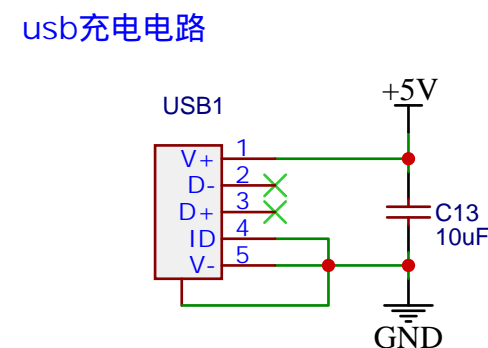 usb充电电路
+5V
USB1
V+ 1
D- 2
D+ 3
ID 4
V- 5
C13
10uF
GND